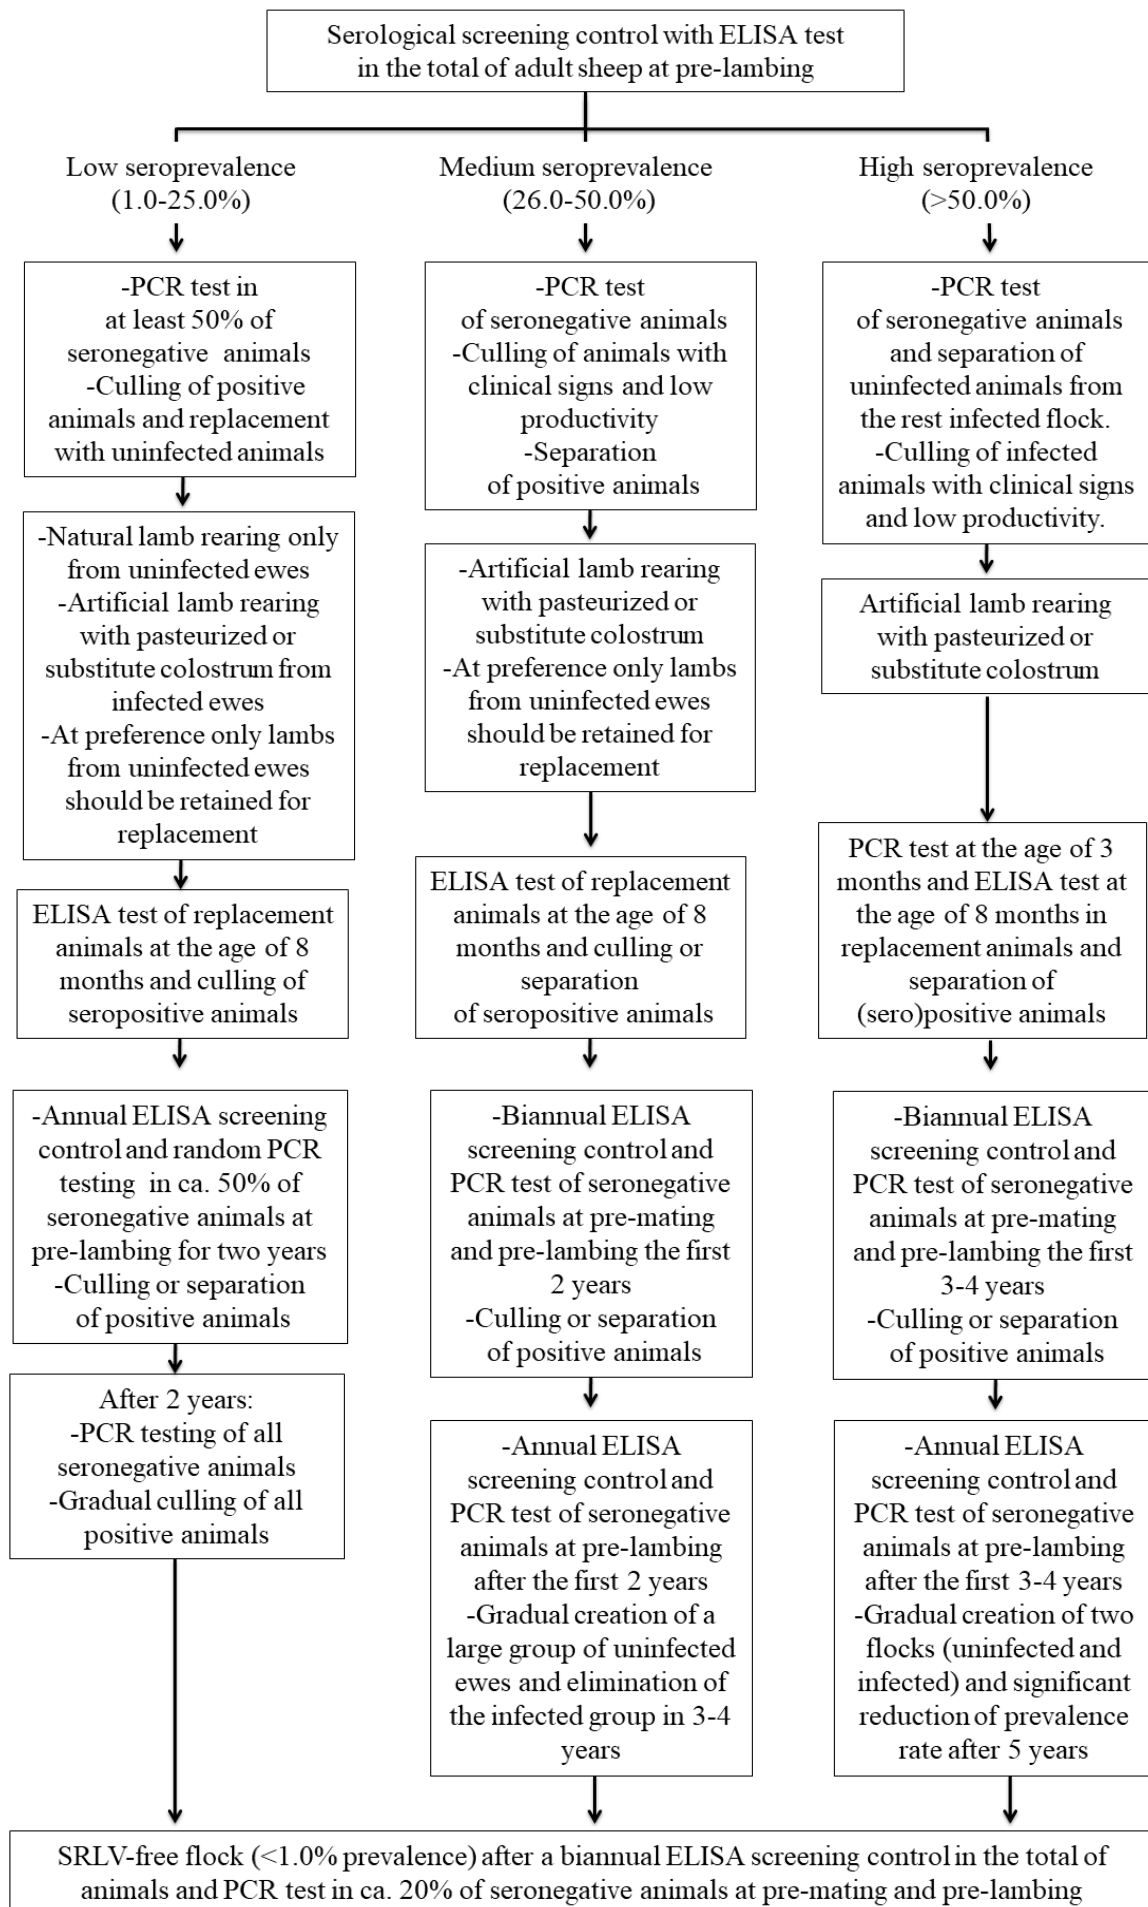 Serological screening control with ELISA test
in the total of adult sheep at pre-lambing
Low seroprevalence
(1.0-25.0%)
Medium seroprevalence
(26.0-50.0%)
High seroprevalence
(>50.0%)
-PCR test in
at least 50% of
seronegative animals
-Culling of positive
animals and replacement
with uninfected animals
-PCR test
of seronegative animals
-Culling of animals with
clinical signs and low
productivity
-Separation
of positive animals
-PCR test
of seronegative animals
and separation of
uninfected animals from
the rest infected flock.
-Culling of infected
animals with clinical signs
and low productivity.
-Natural lamb rearing only
from uninfected ewes
-Artificial lamb rearing
with pasteurized or
substitute colostrum from
infected ewes
-At preference only lambs
from uninfected ewes
should be retained for
replacement
-Artificial lamb rearing
with pasteurized or
substitute colostrum
-At preference only lambs
from uninfected ewes
should be retained for
replacement
Artificial lamb rearing
with pasteurized or
substitute colostrum
ELISA test of replacement
animals at the age of 8
months and culling of
seropositive animals
ELISA test of replacement
animals at the age of 8
months and culling or
separation
of seropositive animals
PCR test at the age of 3
months and ELISA test at
the age of 8 months in
replacement animals and
separation of
(sero)positive animals
-Annual ELISA screening
control and random PCR
testing in ca. 50% of
seronegative animals at
pre-lambing for two years
-Culling or separation
of positive animals
-Biannual ELISA
screening control and
PCR test of seronegative
animals at pre-mating
and pre-lambing the first
2 years
-Culling or separation
of positive animals
-Biannual ELISA
screening control and
PCR test of seronegative
animals at pre-mating
and pre-lambing the first
3-4 years
-Culling or separation
of positive animals
After 2 years:
-PCR testing of all
seronegative animals
-Gradual culling of all
positive animals
-Annual ELISA
screening control and
PCR test of seronegative
animals at pre-lambing
after the first 2 years
-Gradual creation of a
large group of uninfected
ewes and elimination of
the infected group in 3-4
years
-Annual ELISA
screening control and
PCR test of seronegative
animals at pre-lambing
after the first 3-4 years
-Gradual creation of two
flocks (uninfected and
infected) and significant
reduction of prevalence
rate after 5 years
SRLV-free flock (<1.0% prevalence) after a biannual ELISA screening control in the total of
animals and PCR test in ca. 20% of seronegative animals at pre-mating and pre-lambing